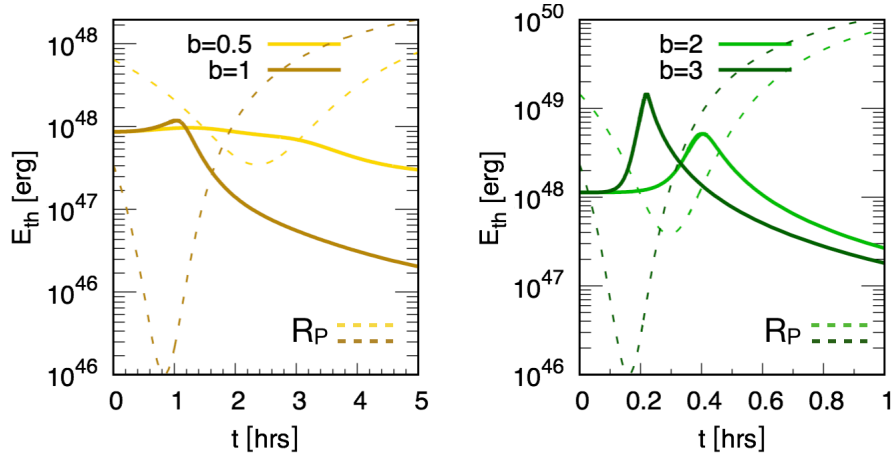 10^48
10^48
10^47
10^46
10^46
E_th [erg]
b=0.5
b=1
R_P
0 1 2 3 4 5
t [hrs]
10^50
10^49
10^48
10^47
10^46
E_th [erg]
b=2
b=3
R_P
0 0.2 0.4 0.6 0.8 1
t [hrs]